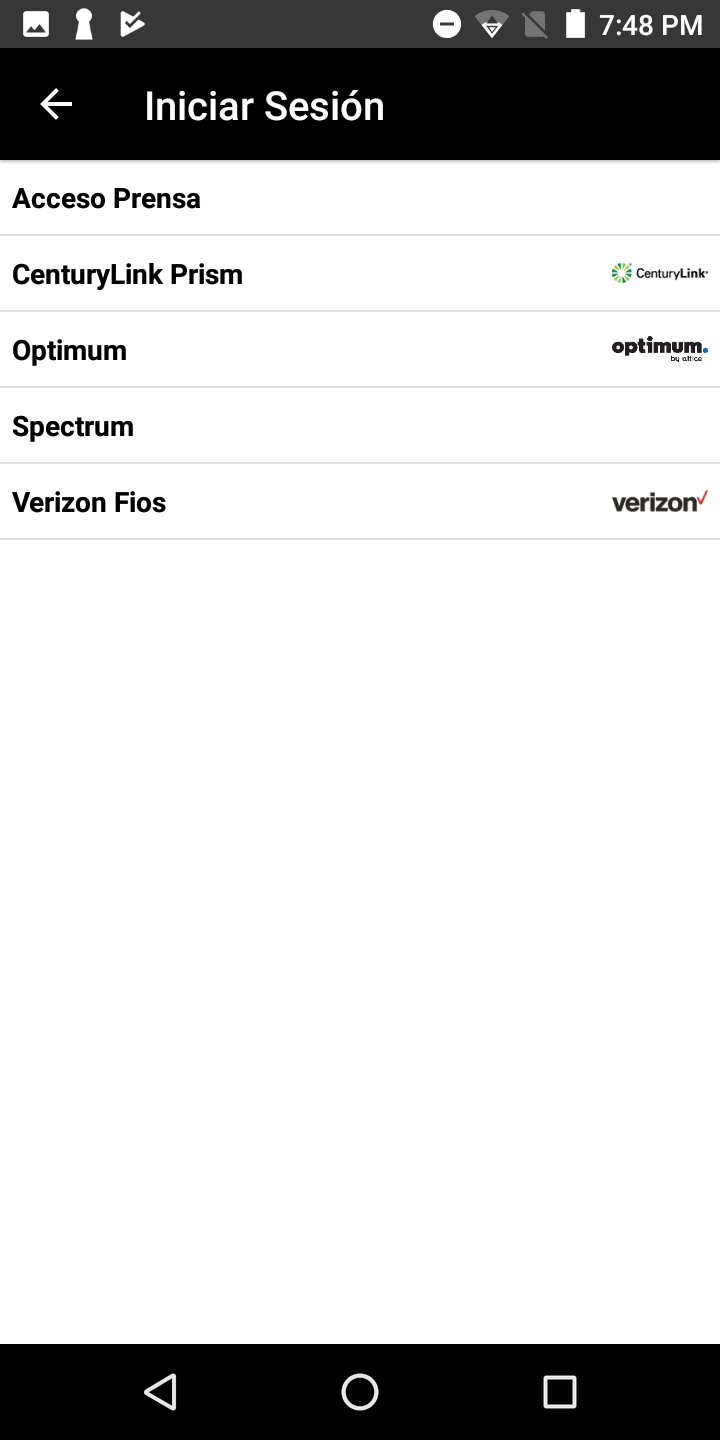 7:48 PM
Iniciar Sesión
Acceso Prensa
CenturyLink Prism
CenturyLink
Optimum
optimum.
by altice
Spectrum
Verizon Fios
verizon